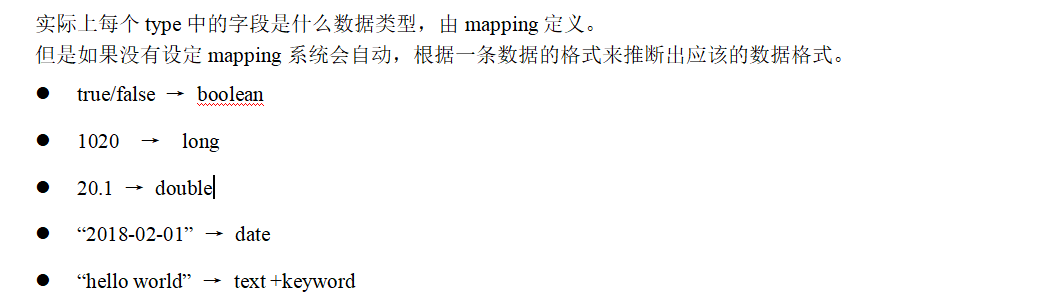 实际上每个 type 中的字段是什么数据类型，由 mapping 定义。
但是如果没有设定 mapping 系统会自动，根据一条数据的格式来推断出应该的数据格式。
● true/false → boolean
● 1020 → long
● 20.1 → double
● “2018-02-01” → date
● “hello world” → text +keyword